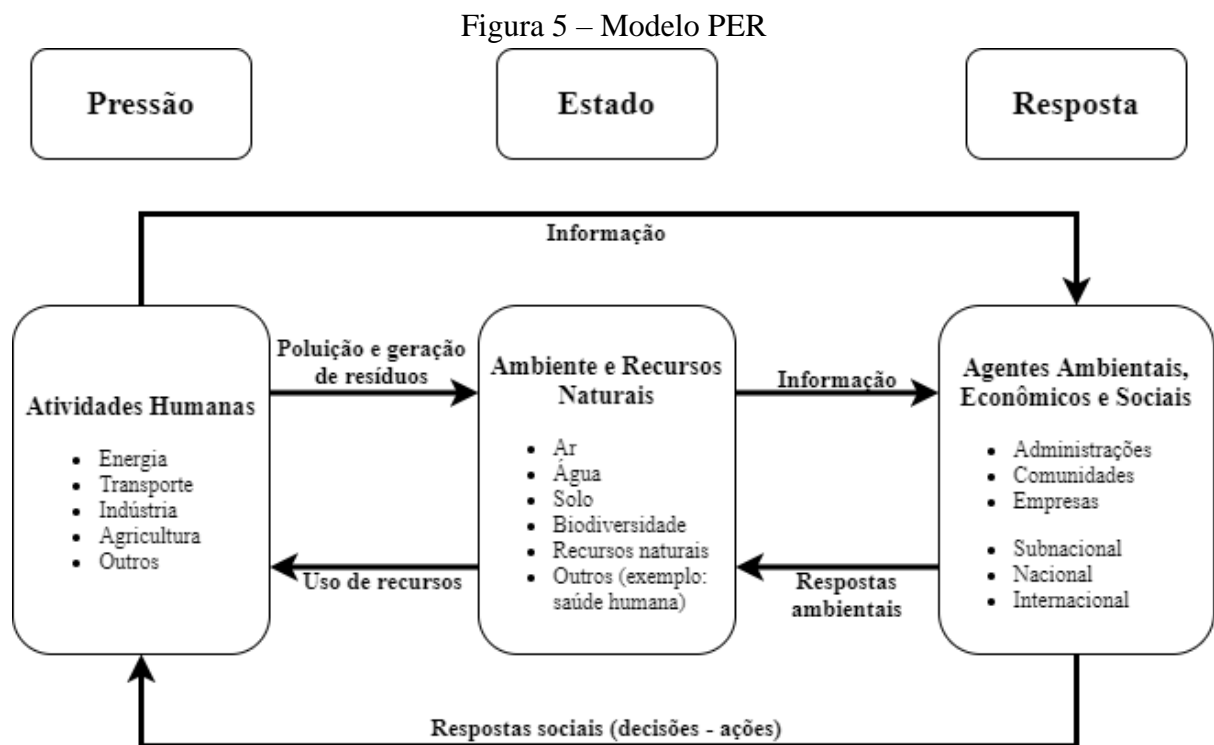 Figura 5 – Modelo PER
Pressão
Estado
Resposta
Informação
Atividades Humanas
• Energia
• Transporte
• Indústria
• Agricultura
• Outros
Poluição e geração
de resíduos
Uso de recursos
Ambiente e Recursos
Naturais
• Ar
• Água
• Solo
• Biodiversidade
• Recursos naturais
• Outros (exemplo:
saúde humana)
Informação
Respostas
ambientais
Agentes Ambientais,
Econômicos e Sociais
• Administrações
• Comunidades
• Empresas
• Subnacional
• Nacional
• Internacional
Respostas sociais (decisões - ações)